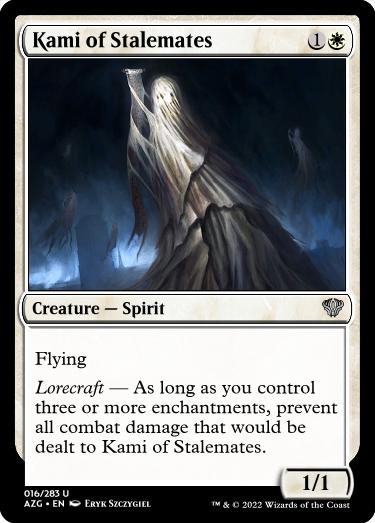 Kami of Stalemates 1
Creature — Spirit
Flying
Lorecraft — As long as you control
three or more enchantments, prevent
all combat damage that would be
dealt to Kami of Stalemates.
1/1
016/283 U
AZG • EN Eryk Szczygiel
™ & © 2022 Wizards of the Coast